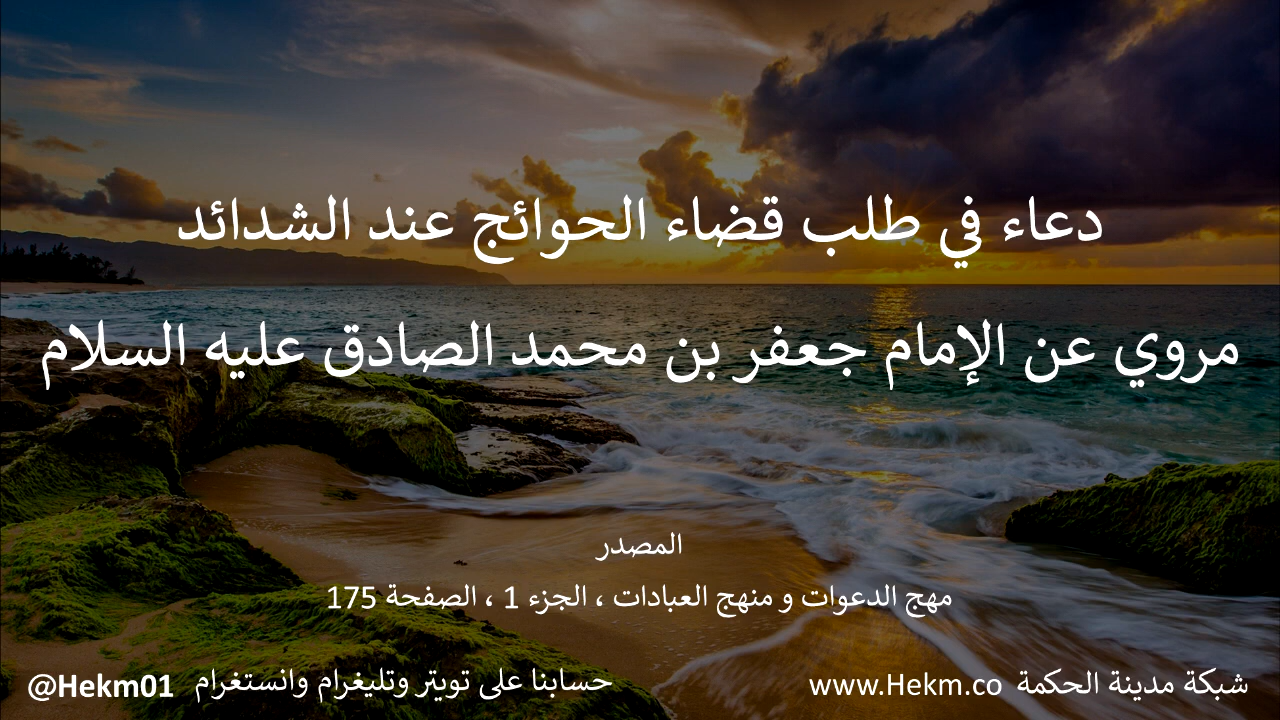 دعاء في طلب قضاء الحوائج عند الشدائد
مروي عن الإمام جعفر بن محمد الصادق عليه السلام
المصدر
مهج الدعوات و منهج العبادات ، الجزء 1 ، الصفحة 175
شبكة مدينة الحكمة www.Hekm.co
حسابنا على تويتر وتليغرام وانستغرام @Hekm01